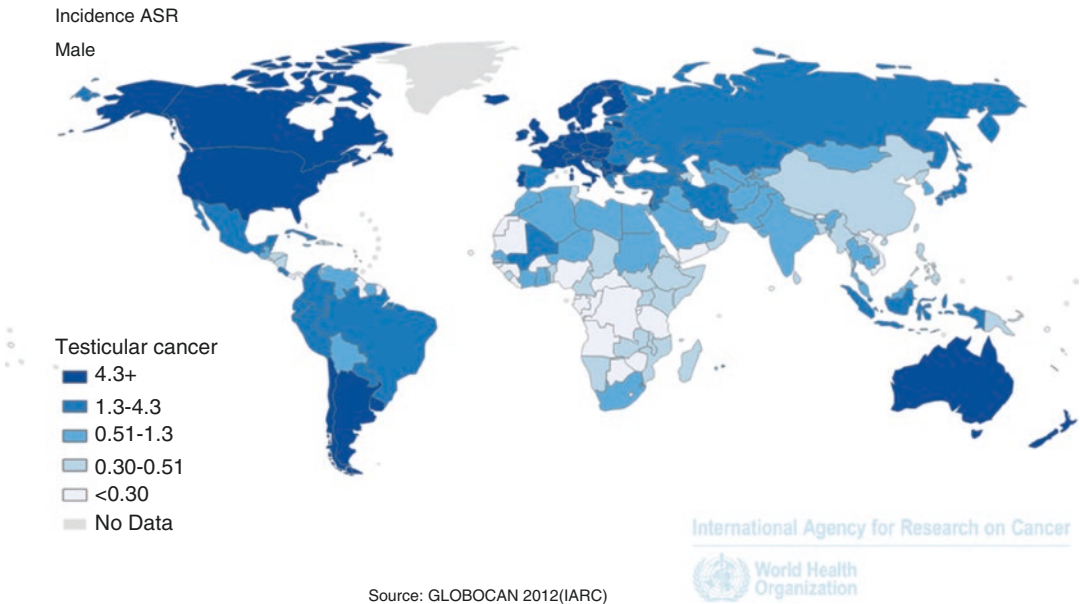 Incidence ASR
Male
Testicular cancer
4.3+
1.3-4.3
0.51-1.3
0.30-0.51
<0.30
No Data
International Agency for Research on Cancer
World Health
Organization
Source: GLOBOCAN 2012(IARC)